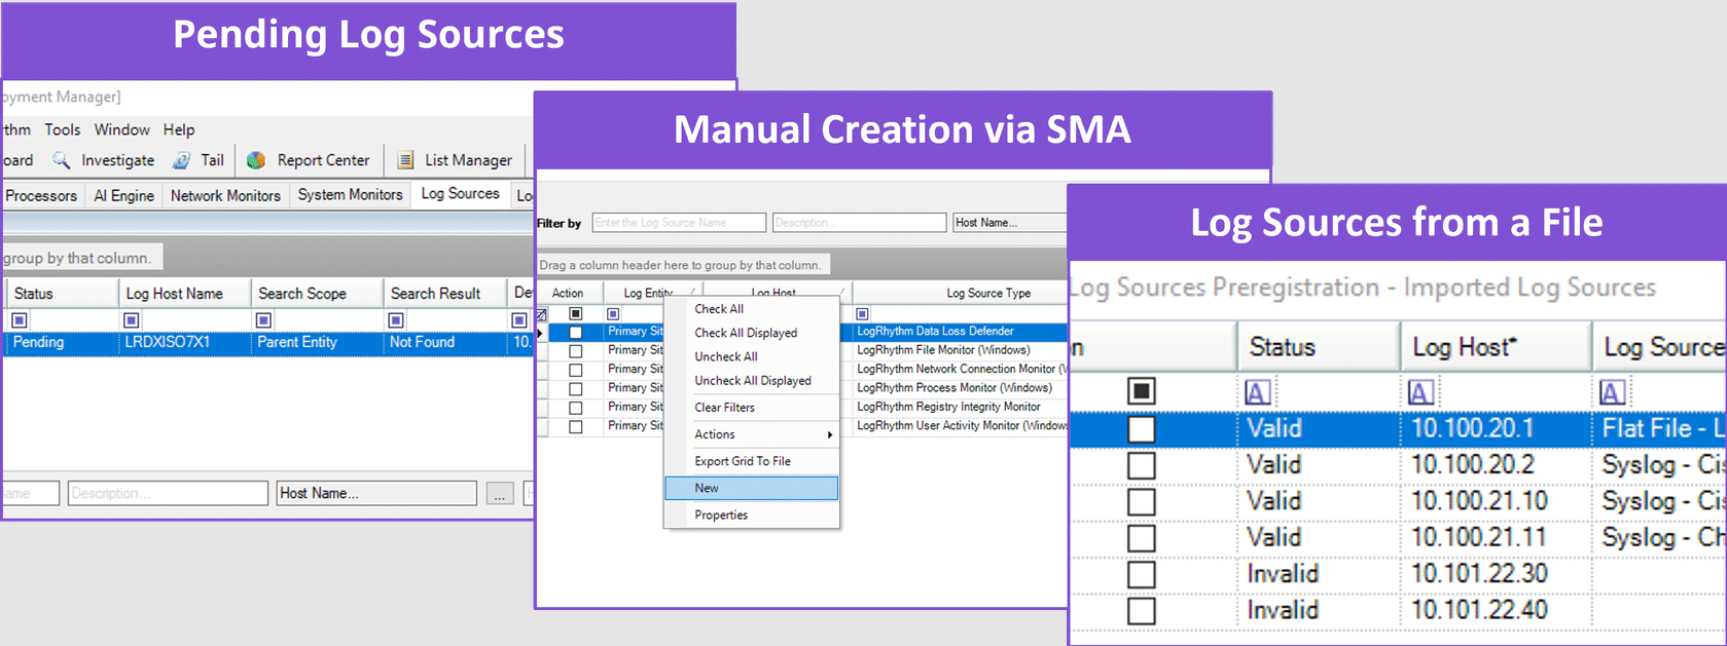 Pending Log Sources
oyment Manager]
thm Tools Window Help
oard Investigate Tail Report Center List Manager
Processors AI Engine Network Monitors System Monitors Log Sources Lo
group by that column.
Status Log Host Name Search Scope Search Result De
Pending LRDXISO7X1 Parent Entity Not Found 10.
ame Description... Host Name... ... H
Manual Creation via SMA
Filter by Enter the Log Source Name Description... Host Name...
Drag a column header here to group by that column.
Action Log Entity Log Host Log Source Type
Primary Sit LogRhythm Data Loss Defender
Primary Sit LogRhythm File Monitor (Windows)
Primary Sit LogRhythm Network Connection Monitor (W
Primary Sit LogRhythm Process Monitor (Windows)
Primary Sit LogRhythm Registry Integrity Monitor
Primary Sit LogRhythm User Activity Monitor (Window
Check All
Check All Displayed
Uncheck All
Uncheck All Displayed
Clear Filters
Actions
Export Grid To File
New
Properties
Log Sources from a File
Log Sources Preregistration - Imported Log Sources
n Status Log Host* Log Source
Valid 10.100.20.1 Flat File - L
Valid 10.100.20.2 Syslog - Cis
Valid 10.100.21.10 Syslog - Cis
Valid 10.100.21.11 Syslog - Ch
Invalid 10.101.22.30
Invalid 10.101.22.40